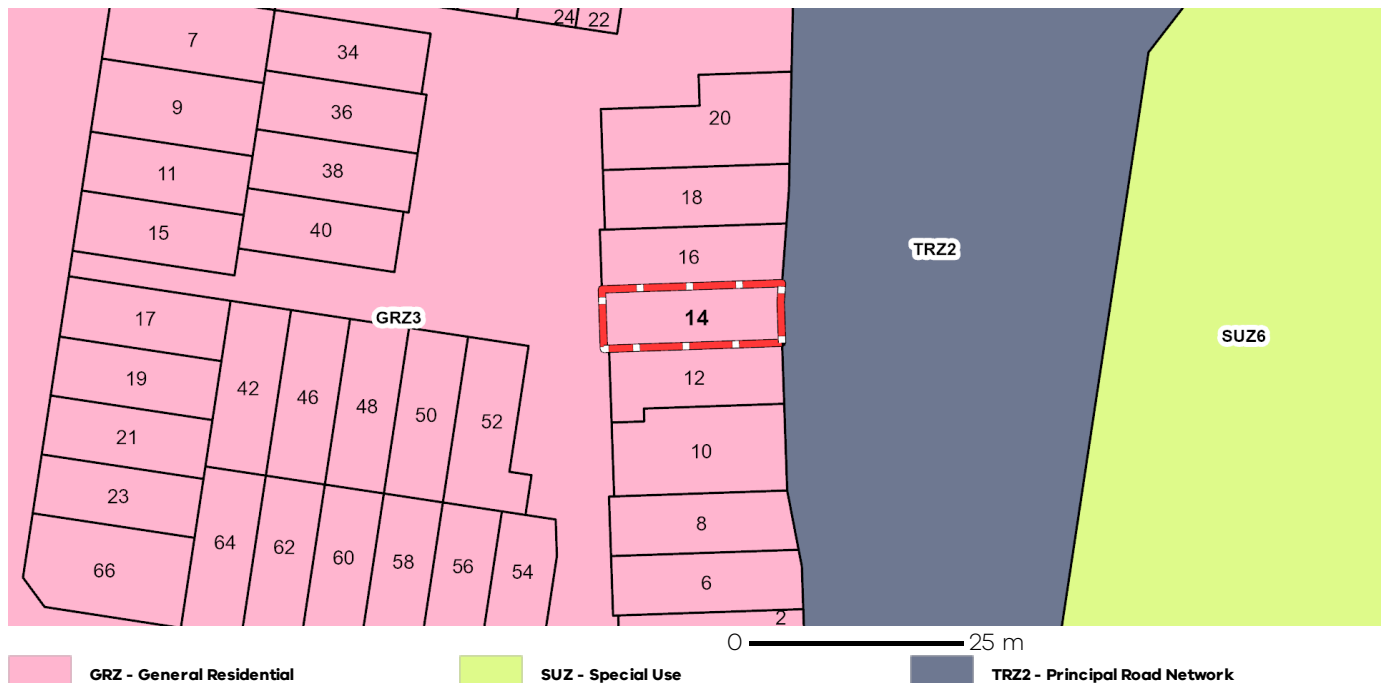 24 22
7 34
9 36
20
11 38
18
15 40
16
TRZ2
GRZ3
17
14
SUZ6
19
42 46 48 50 52
12
21
10
23
64 62 60 58 56 54
8
66
6
2
0 25 m
GRZ - General Residential
SUZ - Special Use
TRZ2 - Principal Road Network